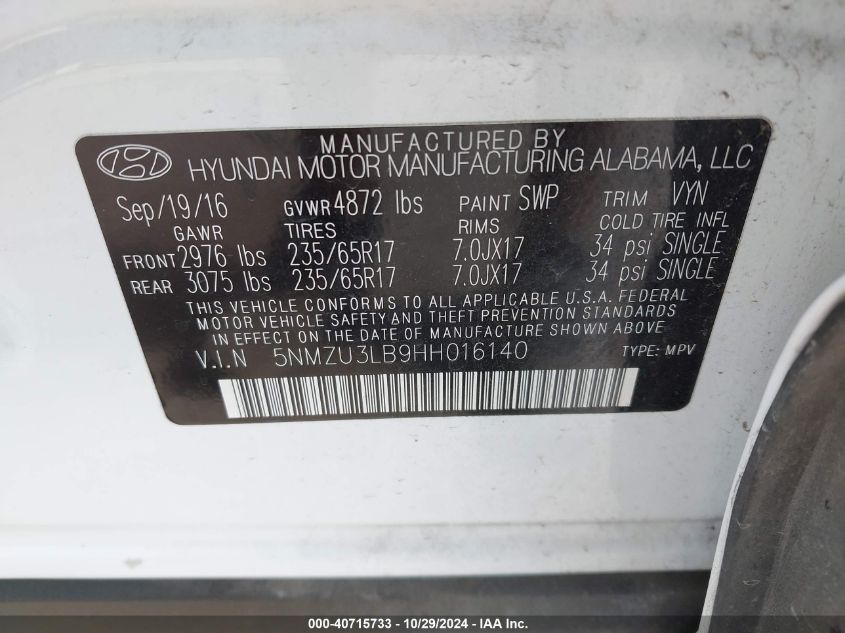 MANUFACTURED BY
HYUNDAI MOTOR MANUFACTURING ALABAMA, LLC
Sep/19/16 GVWR 4872 lbs PAINT SWP TRIM VYN
GAWR TIRES RIMS COLD TIRE INFL
FRONT 2976 lbs 235/65R17 7.0JX17 34 psi SINGLE
REAR 3075 lbs 235/65R17 7.0JX17 34 psi SINGLE
THIS VEHICLE CONFORMS TO ALL APPLICABLE U.S.A. FEDERAL
MOTOR VEHICLE SAFETY AND THEFT PREVENTION STANDARDS
IN EFFECT ON THE DATE OF MANUFACTURE SHOWN ABOVE.
V.I.N 5NMZU3LB9HH016140 TYPE: MPV
000-40715733 - 10/29/2024 - IAA Inc.